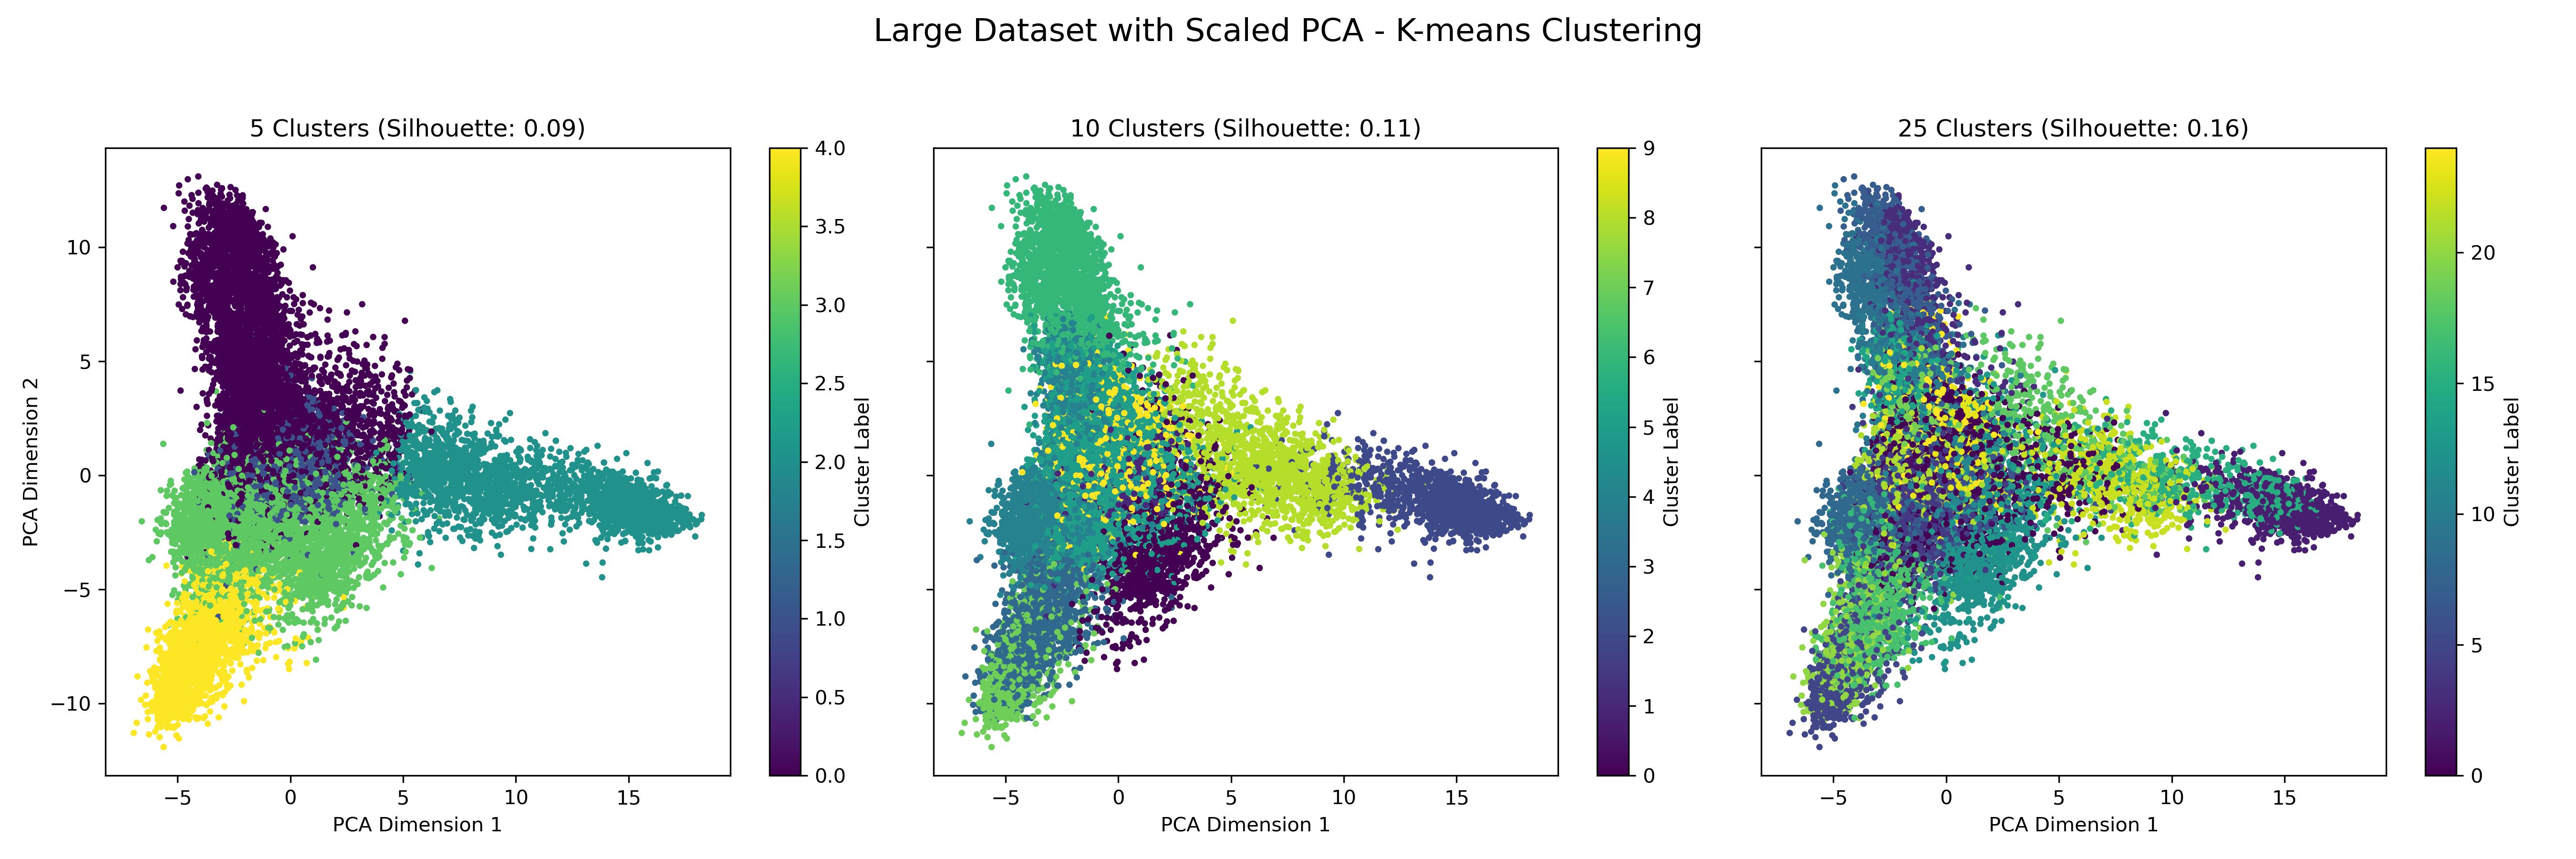 Large Dataset with Scaled PCA - K-means Clustering
5 Clusters (Silhouette: 0.09)
10
5
0
−5
−10
PCA Dimension 2
−5 0 5 10 15
PCA Dimension 1
4.0
3.5
3.0
2.5
2.0
1.5
1.0
0.5
0.0
Cluster Label
10 Clusters (Silhouette: 0.11)
−5 0 5 10 15
PCA Dimension 1
9
8
7
6
5
4
3
2
1
0
Cluster Label
25 Clusters (Silhouette: 0.16)
−5 0 5 10 15
PCA Dimension 1
20
15
10
5
0
Cluster Label